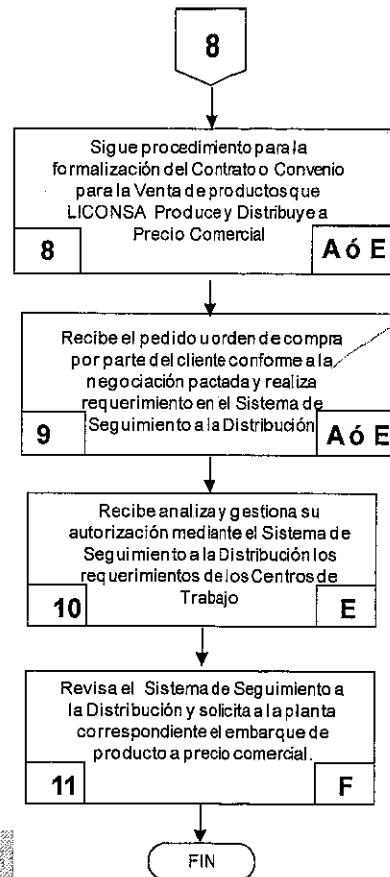 8
Sigue procedimiento para la
formalización del Contrato o Convenio
para la Venta de productos que
LICONSA Produce y Distribuye a
Precio Comercial
8
A ó E
Recibe el pedido u orden de compra
por parte del cliente conforme a la
negociación pactada y realiza
requerimiento en el Sistema de
Seguimiento a la Distribución
9
A ó E
Recibe analiza y gestiona su
autorización mediante el Sistema de
Seguimiento a la Distribución los
requerimientos de los Centros de
Trabajo
10
E
Revisa el Sistema de Seguimiento a
la Distribución y solicita a la planta
correspondiente el embarque de
producto a precio comercial.
11
F
FIN